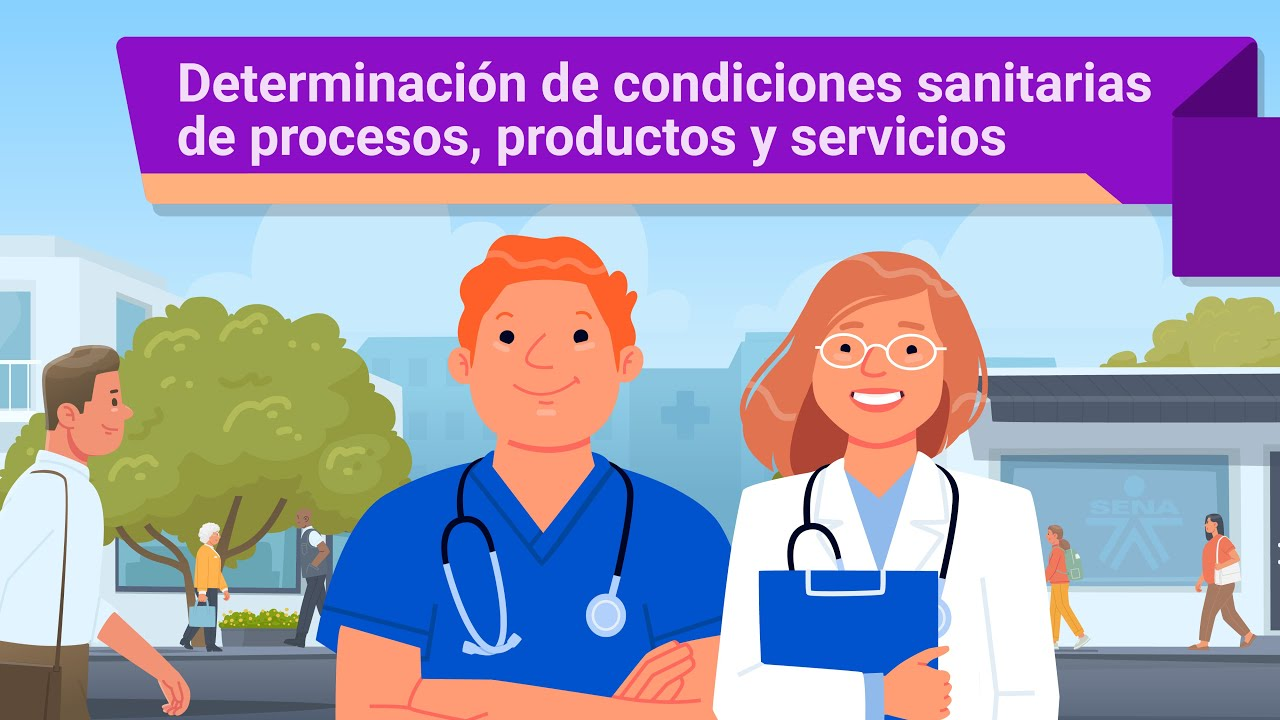 Determinación de condiciones sanitarias
de procesos, productos y servicios
SENA